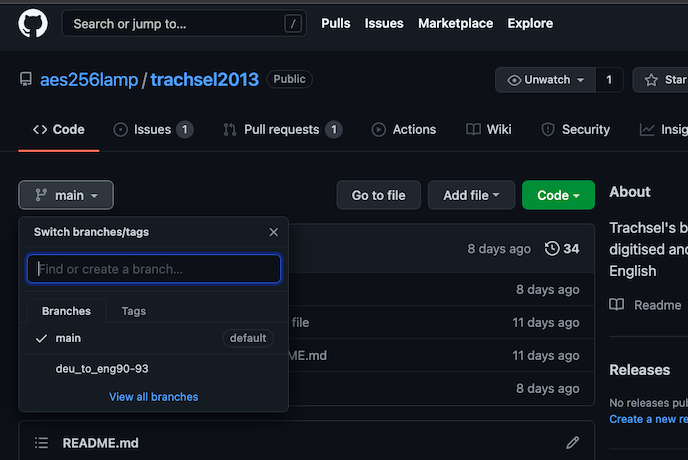 Search or jump to... / Pulls Issues Marketplace Explore
aes256lamp / trachsel2013 Public Unwatch 1 Star
Code Issues 1 Pull requests 1 Actions Wiki Security Insig
main Go to file Add file Code About
Switch branches/tags
Find or create a branch...
Branches Tags
main default
deu_to_eng90-93
View all branches
8 days ago 34
8 days ago
file 11 days ago
ME.md 11 days ago
8 days ago
README.md
Trachsel's b
digitised and
English
Readme
Releases
No releases pub
Create a new re